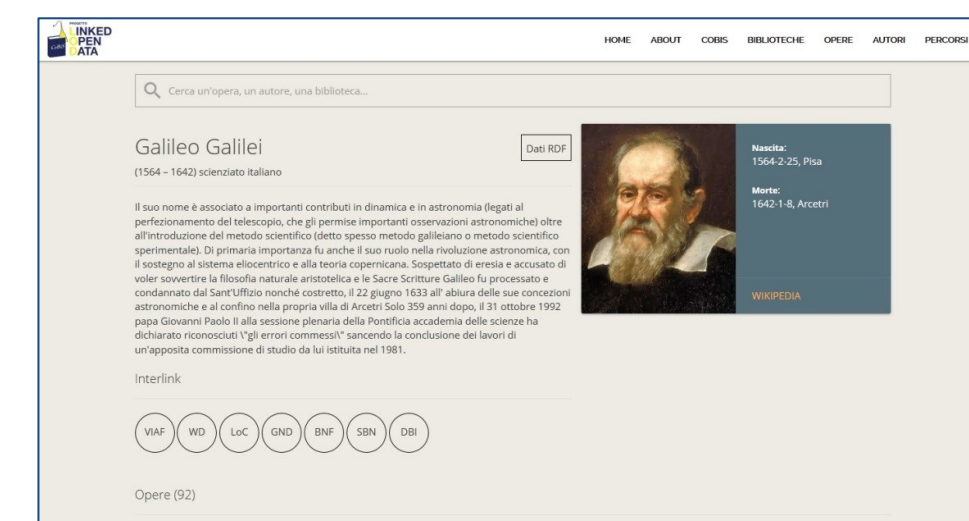 PROGETTO
LINKED
OPEN
DATA
CoBiS
HOME ABOUT COBIS BIBLIOTECHE OPERE AUTORI PERCORSI
Cerca un'opera, un autore, una biblioteca...
Galileo Galilei
Dati RDF
(1564 – 1642) scienziato italiano
Il suo nome è associato a importanti contributi in dinamica e in astronomia (legati al
perfezionamento del telescopio, che gli permise importanti osservazioni astronomiche) oltre
all'introduzione del metodo scientifico (detto spesso metodo galileiano o metodo scientifico
sperimentale). Di primaria importanza fu anche il suo ruolo nella rivoluzione astronomica, con
il sostegno al sistema eliocentrico e alla teoria copernicana. Sospettato di eresia e accusato di
voler sovvertire la filosofia naturale aristotelica e le Sacre Scritture Galileo fu processato e
condannato dal Sant'Uffizio nonché costretto, il 22 giugno 1633 all' abiura delle sue concezioni
astronomiche e al confino nella propria villa di Arcetri Solo 359 anni dopo, il 31 ottobre 1992
papa Giovanni Paolo II alla sessione plenaria della Pontificia accademia delle scienze ha
dichiarato riconosciuti \"gli errori commessi\" sancendo la conclusione dei lavori di
un'apposita commissione di studio da lui istituita nel 1981.
Nascita:
1564-2-25, Pisa
Morte:
1642-1-8, Arcetri
WIKIPEDIA
Interlink
VIAF WD LoC GND BNF SBN DBI
Opere (92)